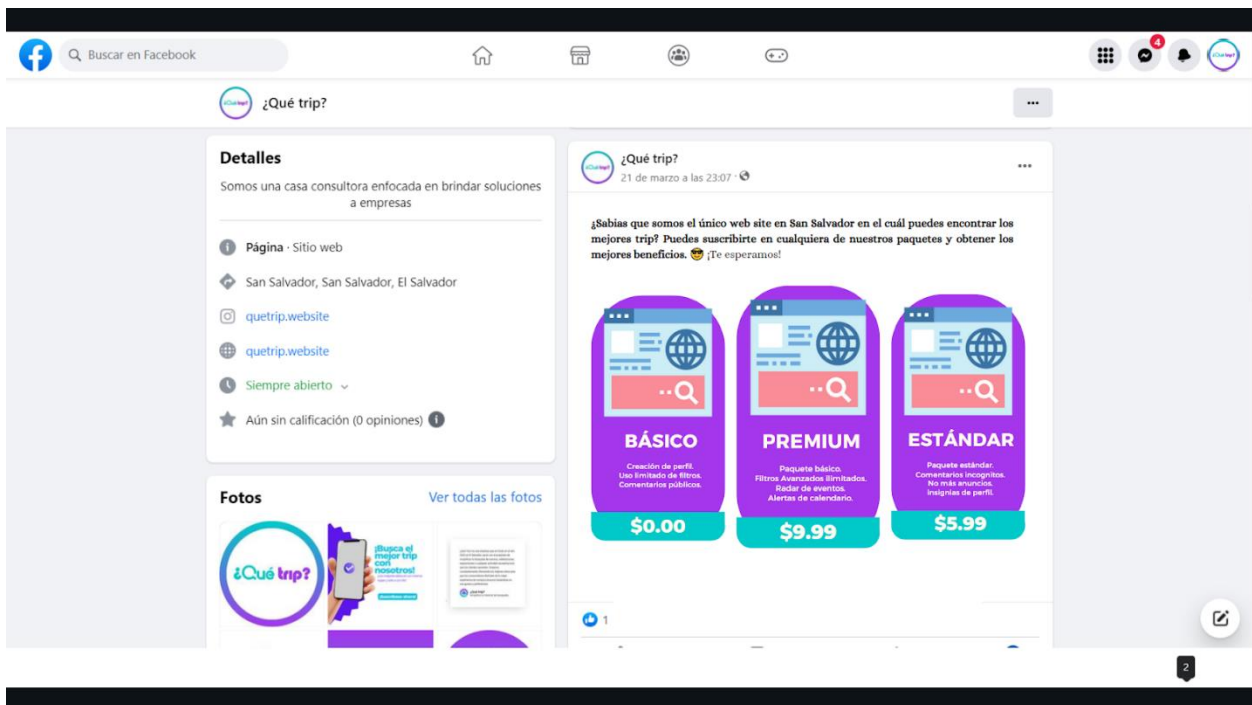 Buscar en Facebook
4
¿Qué trip?
¿Qué trip?
Detalles
Somos una casa consultora enfocada en brindar soluciones
a empresas
Página · Sitio web
San Salvador, San Salvador, El Salvador
quetrip.website
quetrip.website
Siempre abierto
Aún sin calificación (0 opiniones)
Fotos
Ver todas las fotos
¿Qué trip?
¡Busca el
mejor trip
con
nosotros!
¿Qué trip?
21 de marzo a las 23:07 ·
¿Sabias que somos el único web site en San Salvador en el cuál puedes encontrar los
mejores trip? Puedes suscribirte en cualquiera de nuestros paquetes y obtener los
mejores beneficios. 😎 ¡Te esperamos!
BÁSICO
Creación de perfil.
Uso limitado de filtros.
Comentarios públicos.
$0.00
PREMIUM
Paquete básico.
Filtros Avanzados ilimitados.
Radar de eventos.
Alertas de calendario.
$9.99
ESTÁNDAR
Paquete estándar.
Comentarios incognitos.
No más anuncios.
Insignias de perfil.
$5.99
1
2